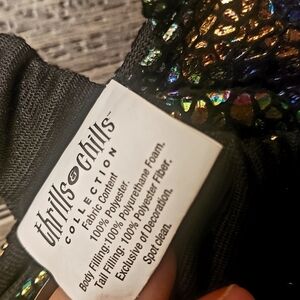 thrills & chills™
COLLECTION
Fabric Content
100% Polyester.
Body Filling:100% Polyurethane Foam.
Tail Filling: 100% Polyester Fiber.
Exclusive of Decoration.
Spot clean.